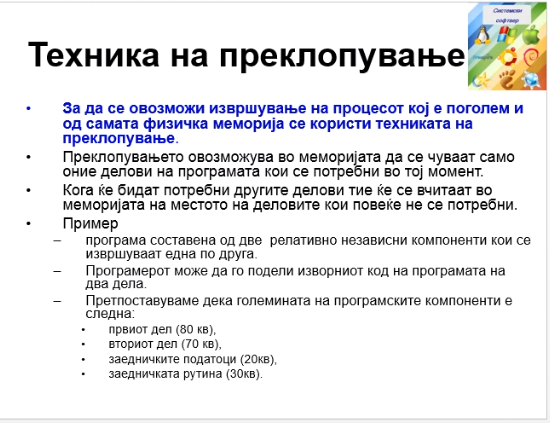 Системски
софтвер
Техника на преклопување
• За да се овозможи извршување на процесот кој е поголем и
од самата физичка меморија се користи техниката на
преклопување.
• Преклопувањето овозможува во меморијата да се чуваат само
оние делови на програмата кои се потребни во тој момент.
• Кога ќе бидат потребни другите делови тие ќе се вчитаат во
меморијата на местото на деловите кои повеќе не се потребни.
• Пример
– програма составена од две релативно независни компоненти кои се
извршуваат една по друга.
– Програмерот може да го подели изворниот код на програмата на
два дела.
– Претпоставуваме дека големината на програмските компоненти е
следна:
• првиот дел (80 кв),
• вториот дел (70 кв),
• заедничките податоци (20кв),
• заедничката рутина (30кв).